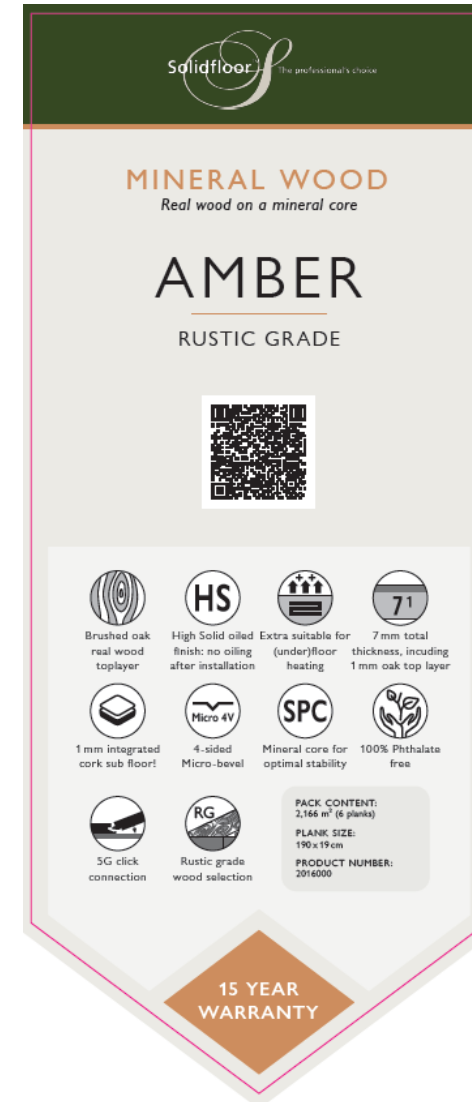 Solidfloor The professional's choice
MINERAL WOOD
Real wood on a mineral core
AMBER
RUSTIC GRADE
Brushed oak
real wood
toplayer
HS
High Solid oiled
finish: no oiling
after installation
Extra suitable for
(under)floor
heating
7¹
7 mm total
thickness, incuding
1 mm oak top layer
1 mm integrated
cork sub floor!
Micro 4V
4-sided
Micro-bevel
SPC
Mineral core for
optimal stability
100% Phthalate
free
5G click
connection
RG
Rustic grade
wood selection
PACK CONTENT:
2,166 m² (6 planks)
PLANK SIZE:
190 x 19 cm
PRODUCT NUMBER:
2016000
15 YEAR
WARRANTY